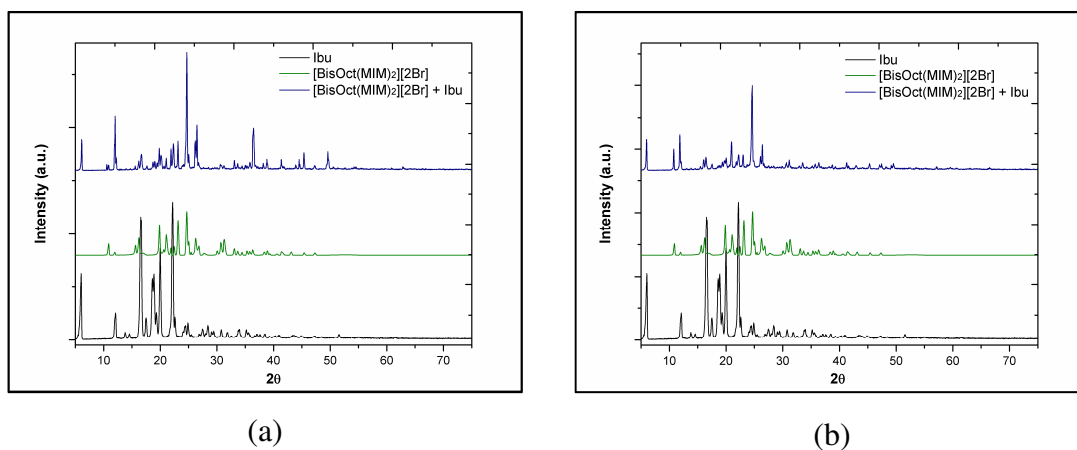 Ibu
[BisOct(MIM)₂][2Br]
[BisOct(MIM)₂][2Br] + Ibu
Intensity (a.u.)
10 20 30 40 50 60 70
2θ
(a)
Ibu
[BisOct(MIM)₂][2Br]
[BisOct(MIM)₂][2Br] + Ibu
Intensity (a.u.)
10 20 30 40 50 60 70
2θ
(b)